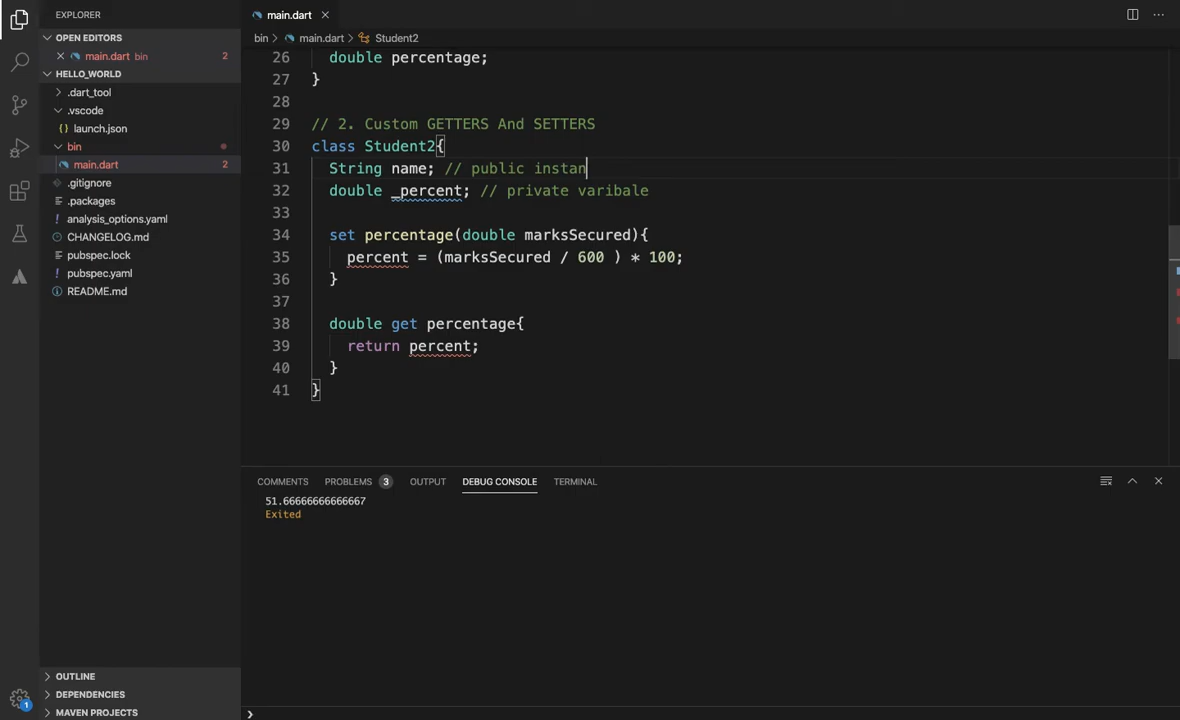 EXPLORER
main.dart
OPEN EDITORS
main.dart bin 2
HELLO_WORLD
.dart_tool
.vscode
{} launch.json
bin
main.dart 2
.gitignore
.packages
! analysis_options.yaml
CHANGELOG.md
pubspec.lock
! pubspec.yaml
README.md
OUTLINE
DEPENDENCIES
MAVEN PROJECTS
1
bin > main.dart > Student2
26 double percentage;
27 }
28
29 // 2. Custom GETTERS And SETTERS
30 class Student2{
31 String name; // public instan
32 double _percent; // private varibale
33
34 set percentage(double marksSecured){
35 percent = (marksSecured / 600 ) * 100;
36 }
37
38 double get percentage{
39 return percent;
40 }
41 }
COMMENTS PROBLEMS 3 OUTPUT DEBUG CONSOLE TERMINAL
51.66666666666667
Exited